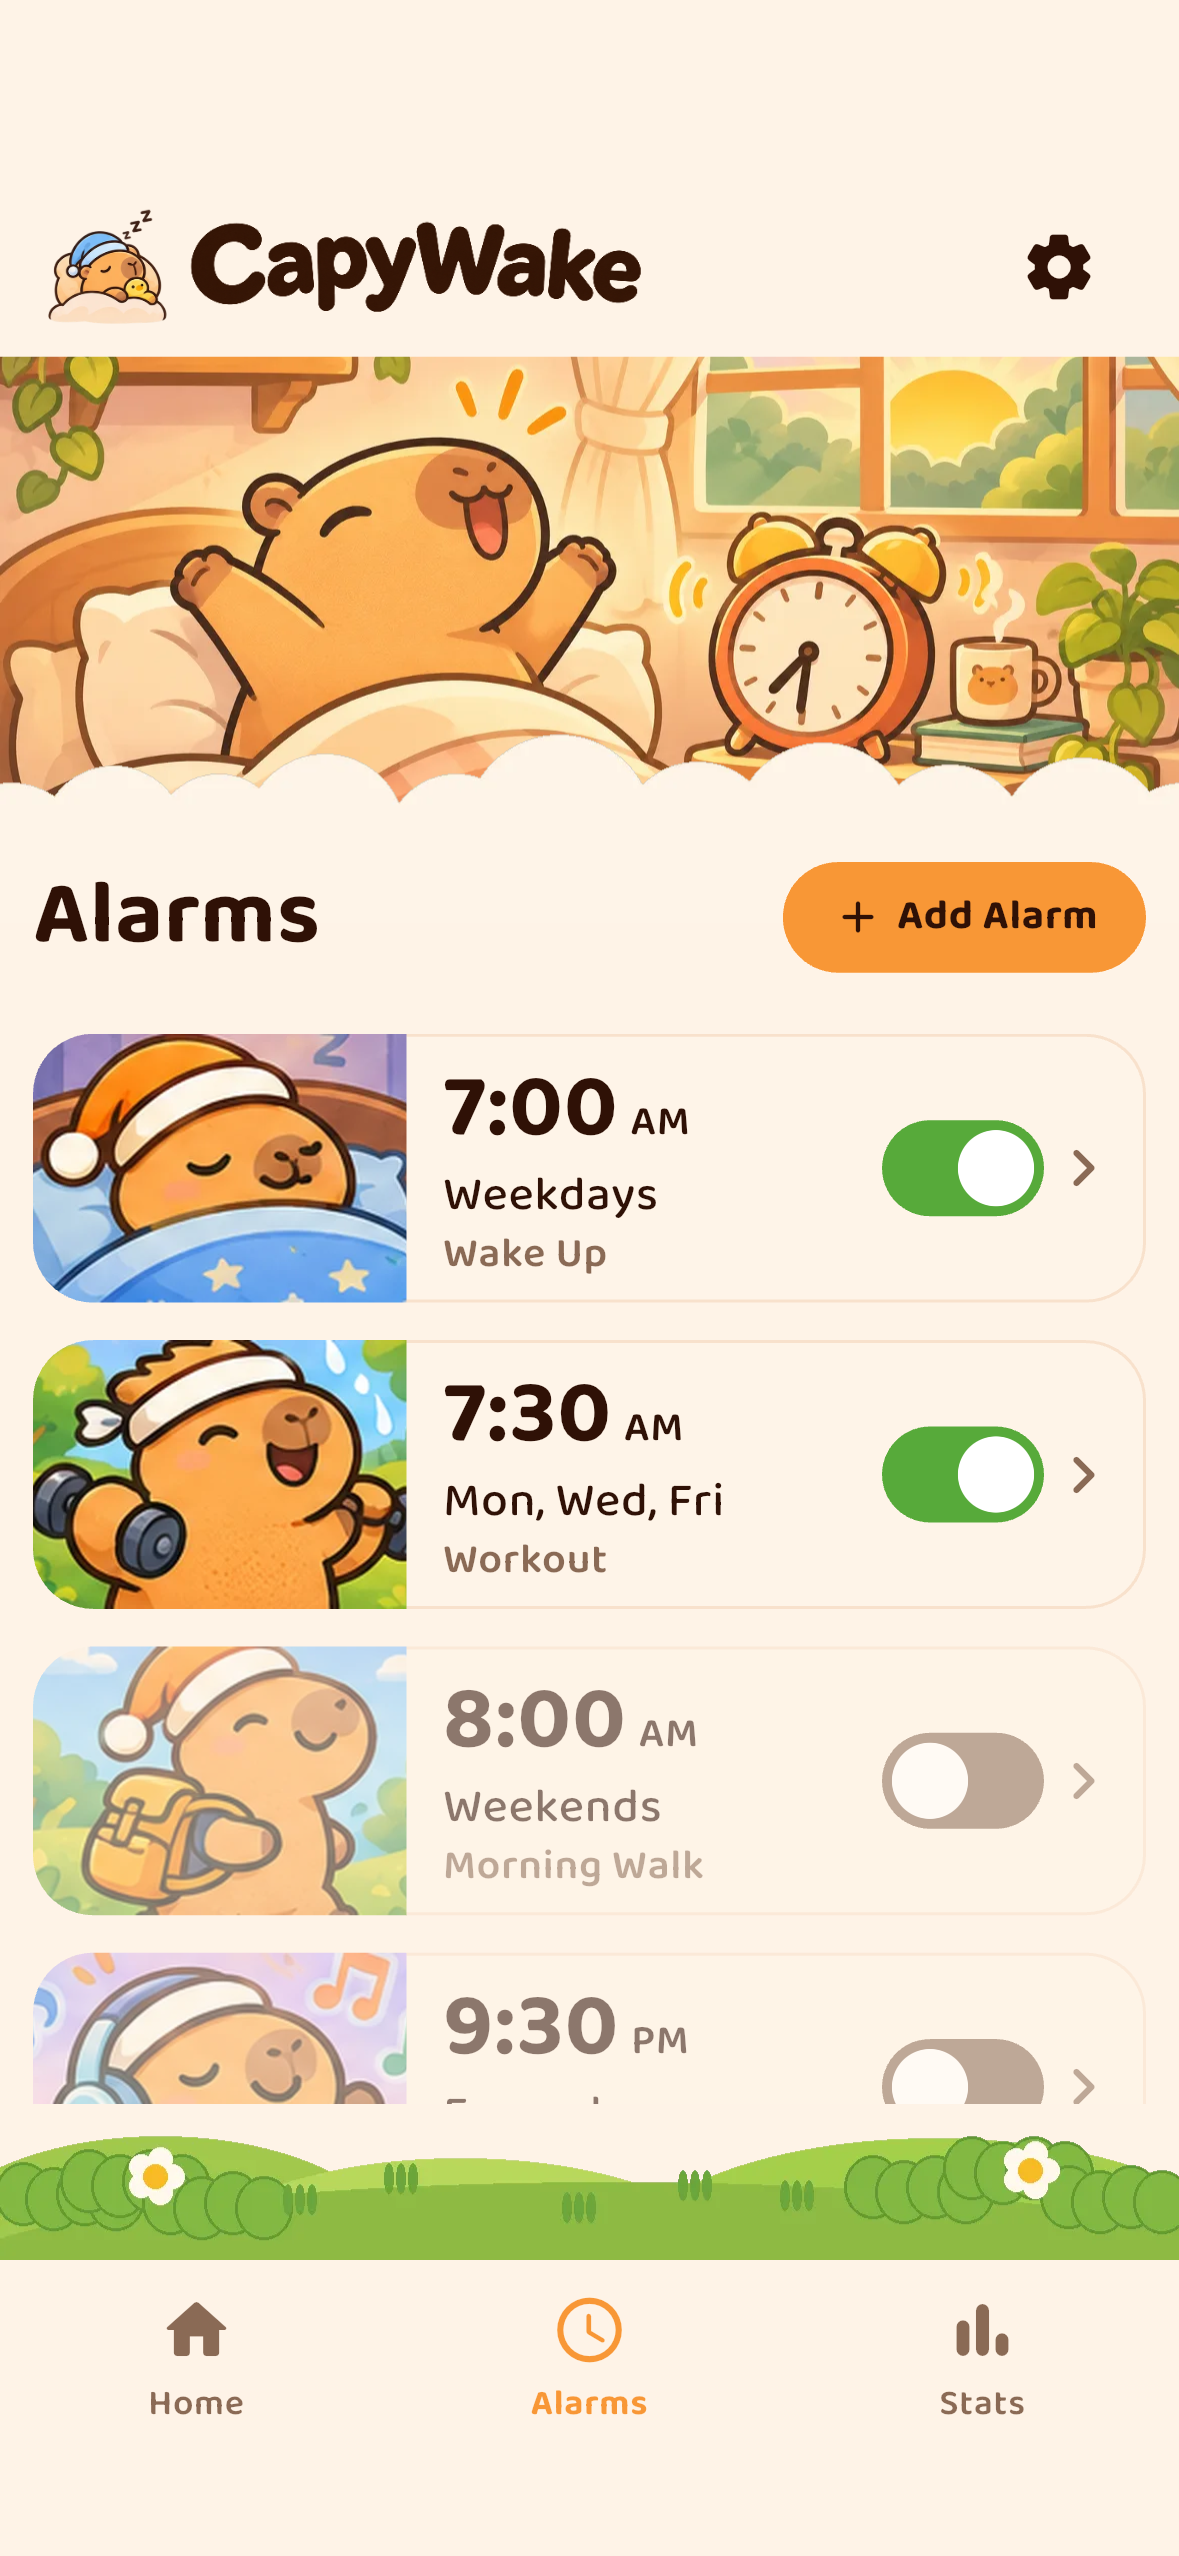 z z z
CapyWake
Alarms
+ Add Alarm
z
7:00 AM
Weekdays
Wake Up
7:30 AM
Mon, Wed, Fri
Workout
8:00 AM
Weekends
Morning Walk
9:30 PM
Home
Alarms
Stats